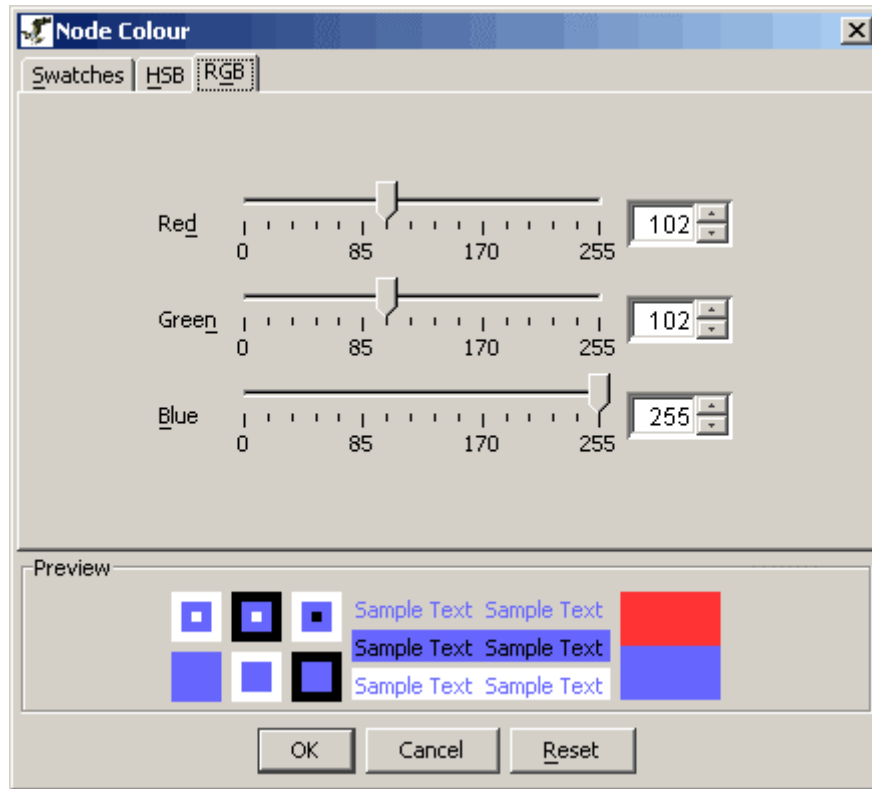 Node Colour
Swatches HSB RGB
Red 102
0 85 170 255
Green 102
0 85 170 255
Blue 255
0 85 170 255
Preview
Sample Text Sample Text
Sample Text Sample Text
Sample Text Sample Text
OK Cancel Reset